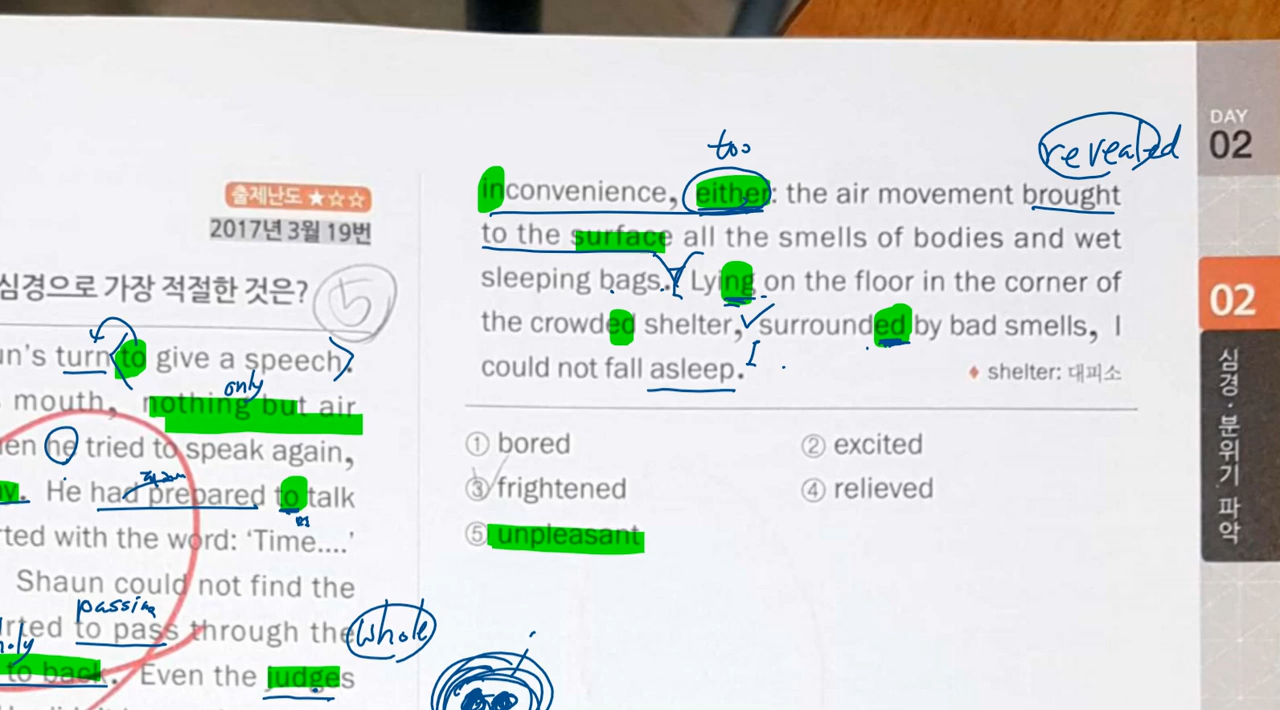 출제난도 ★☆☆
2017년 3월 19번
심경으로 가장 적절한 것은? ⑤
un's turn to give a speech.
only
mouth, nothing but air
en he tried to speak again,
He had prepared to talk
rted with the word: 'Time....'
Shaun could not find the
passing
rted to pass through the whole
to back. Even the judges
too
revealed
inconvenience, either: the air movement brought
to the surface all the smells of bodies and wet
sleeping bags. Lying on the floor in the corner of
the crowded shelter, surrounded by bad smells, I
I
could not fall asleep.
♦ shelter: 대피소
① bored
② excited
③ frightened
④ relieved
⑤ unpleasant
DAY
02
02
심경·분위기 파악